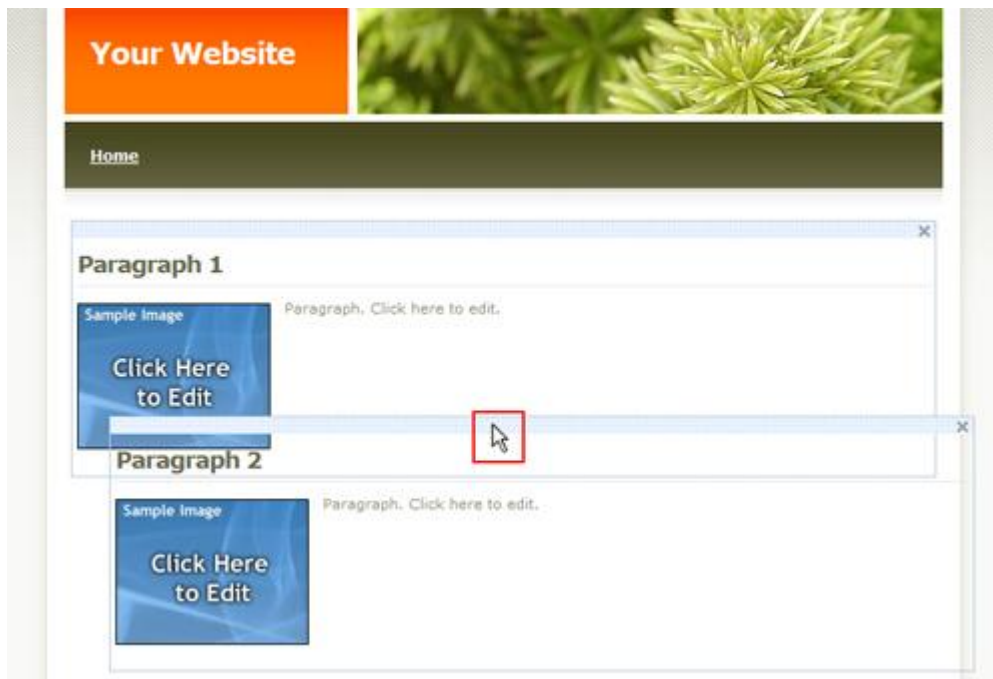 Your Website
Home
Paragraph 1
Sample Image
Paragraph. Click here to edit.
Click Here
to Edit
Paragraph 2
Sample Image
Paragraph. Click here to edit.
Click Here
to Edit